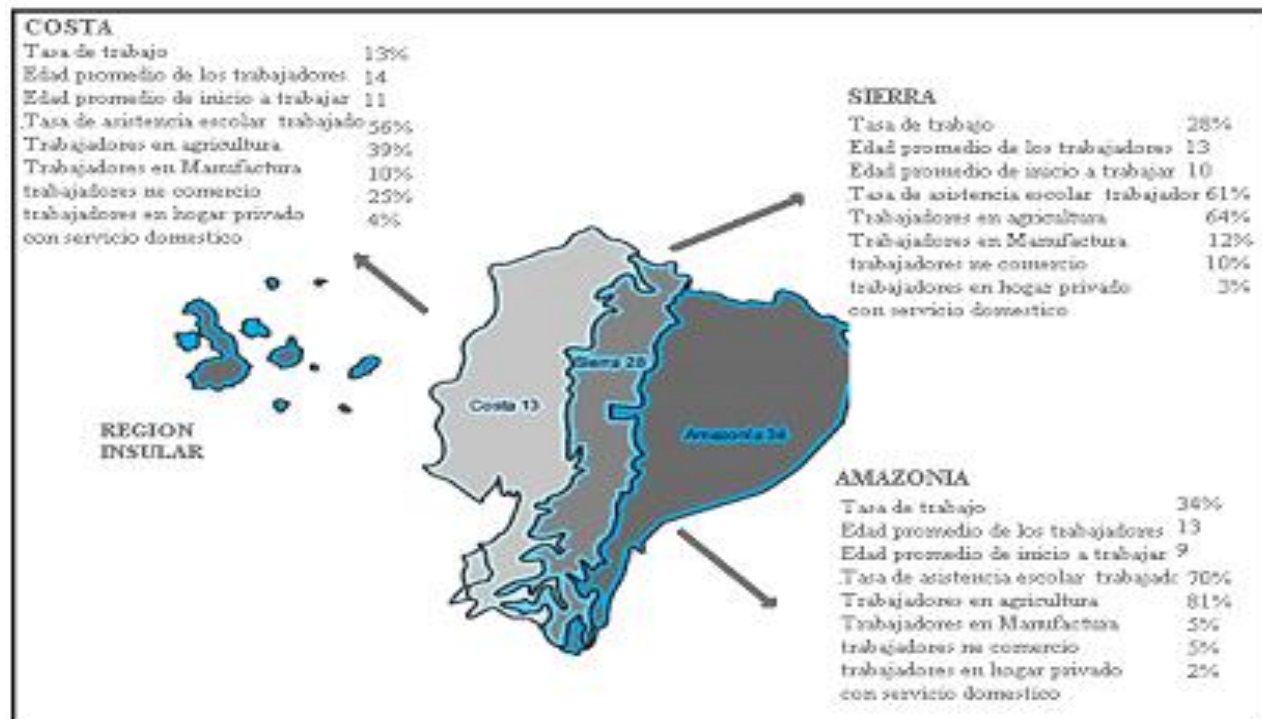 COSTA
Tasa de trabajo 13%
Edad promedio de los trabajadores 14
Edad promedio de inicio a trabajar 11
.Tasa de asistencia escolar trabajado 56%
Trabajadores en agricultura 39%
Trabajadores en Manufactura 10%
trabajadores ne comercio 25%
trabajadores en hogar privado 4%
con servicio domestico
SIERRA
Tasa de trabajo 28%
Edad promedio de los trabajadores 13
Edad promedio de inicio a trabajar 10
Tasa de asistencia escolar trabajador 61%
Trabajadores en agricultura 64%
Trabajadores en Manufactura 12%
trabajadores ne comercio 10%
trabajadores en hogar privado 3%
con servicio domestico
Sierra 28
Costa 13
Amazonía 34
REGION
INSULAR
AMAZONIA
Tasa de trabajo 34%
Edad promedio de los trabajadores 13
Edad promedio de inicio a trabajar 9
.Tasa de asistencia escolar trabajadc 70%
Trabajadores en agricultura 81%
Trabajadores en Manufactura 5%
trabajadores ne comercio 5%
trabajadores en hogar privado 2%
con servicio domestico